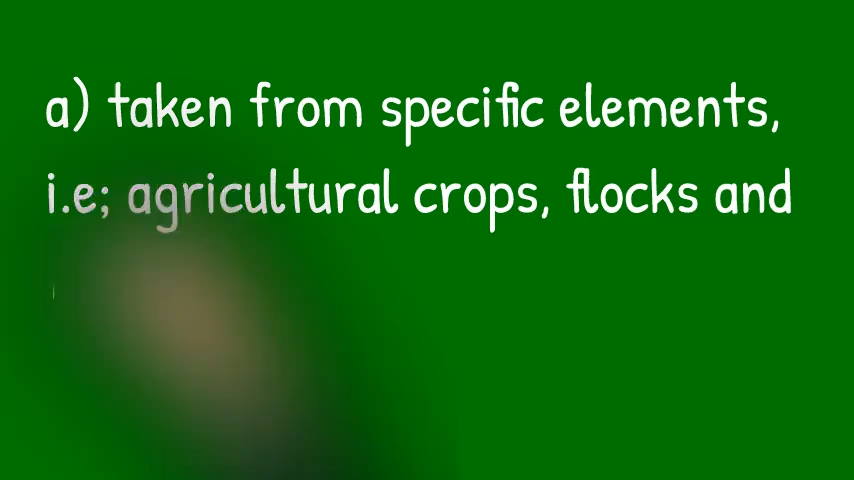 a) taken from specific elements,
i.e; agricultural crops, flocks and